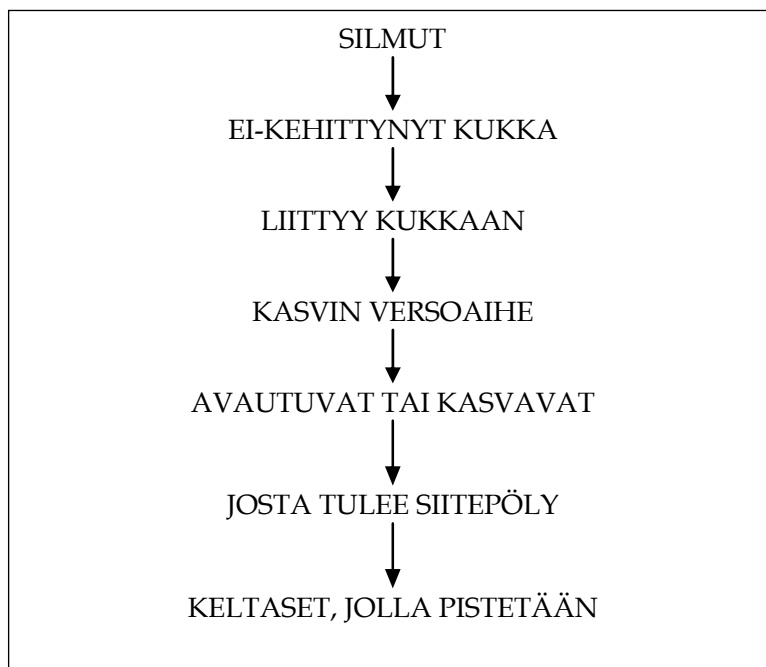 SILMUT
EI-KEHITTYNYT KUKKA
LIITTYY KUKKAAN
KASVIN VERSOAIHE
AVAUTUVAT TAI KASVAVAT
JOSTA TULEE SIITEPÖLY
KELTASET, JOLLA PISTETÄÄN